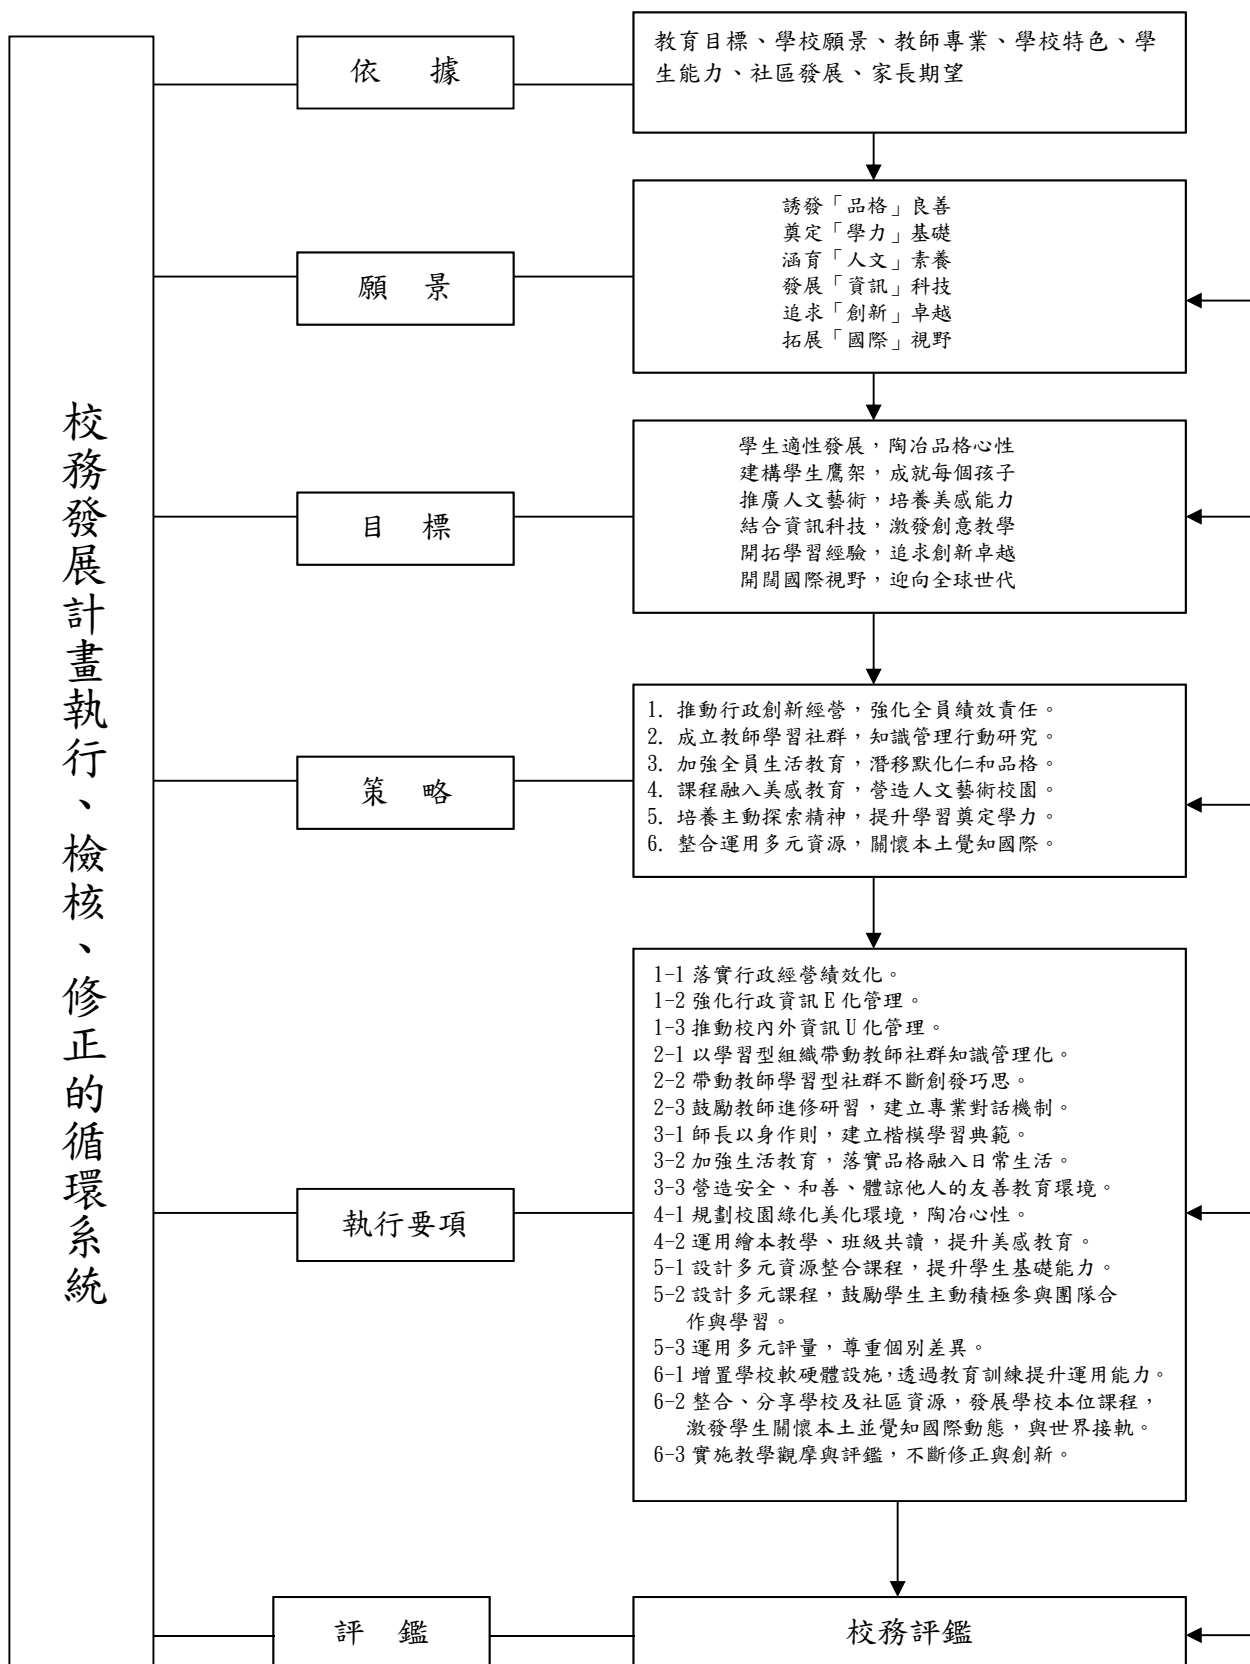 校務發展計畫執行、檢核、修正的循環系統
依 據
教育目標、學校願景、教師專業、學校特色、學
生能力、社區發展、家長期望
願 景
誘發「品格」良善
奠定「學力」基礎
涵育「人文」素養
發展「資訊」科技
追求「創新」卓越
拓展「國際」視野
目 標
學生適性發展，陶冶品格心性
建構學生鷹架，成就每個孩子
推廣人文藝術，培養美感能力
結合資訊科技，激發創意教學
開拓學習經驗，追求創新卓越
開闊國際視野，迎向全球世代
策 略
1. 推動行政創新經營，強化全員績效責任。
2. 成立教師學習社群，知識管理行動研究。
3. 加強全員生活教育，潛移默化仁和品格。
4. 課程融入美感教育，營造人文藝術校園。
5. 培養主動探索精神，提升學習奠定學力。
6. 整合運用多元資源，關懷本土覺知國際。
執行要項
1-1 落實行政經營績效化。
1-2 強化行政資訊 E 化管理。
1-3 推動校內外資訊 U 化管理。
2-1 以學習型組織帶動教師社群知識管理化。
2-2 帶動教師學習型社群不斷創發巧思。
2-3 鼓勵教師進修研習，建立專業對話機制。
3-1 師長以身作則，建立楷模學習典範。
3-2 加強生活教育，落實品格融入日常生活。
3-3 營造安全、和善、體諒他人的友善教育環境。
4-1 規劃校園綠化美化環境，陶冶心性。
4-2 運用繪本教學、班級共讀，提升美感教育。
5-1 設計多元資源整合課程，提升學生基礎能力。
5-2 設計多元課程，鼓勵學生主動積極參與團隊合
作與學習。
5-3 運用多元評量，尊重個別差異。
6-1 增置學校軟硬體設施，透過教育訓練提升運用能力。
6-2 整合、分享學校及社區資源，發展學校本位課程，
激發學生關懷本土並覺知國際動態，與世界接軌。
6-3 實施教學觀摩與評鑑，不斷修正與創新。
評 鑑
校務評鑑